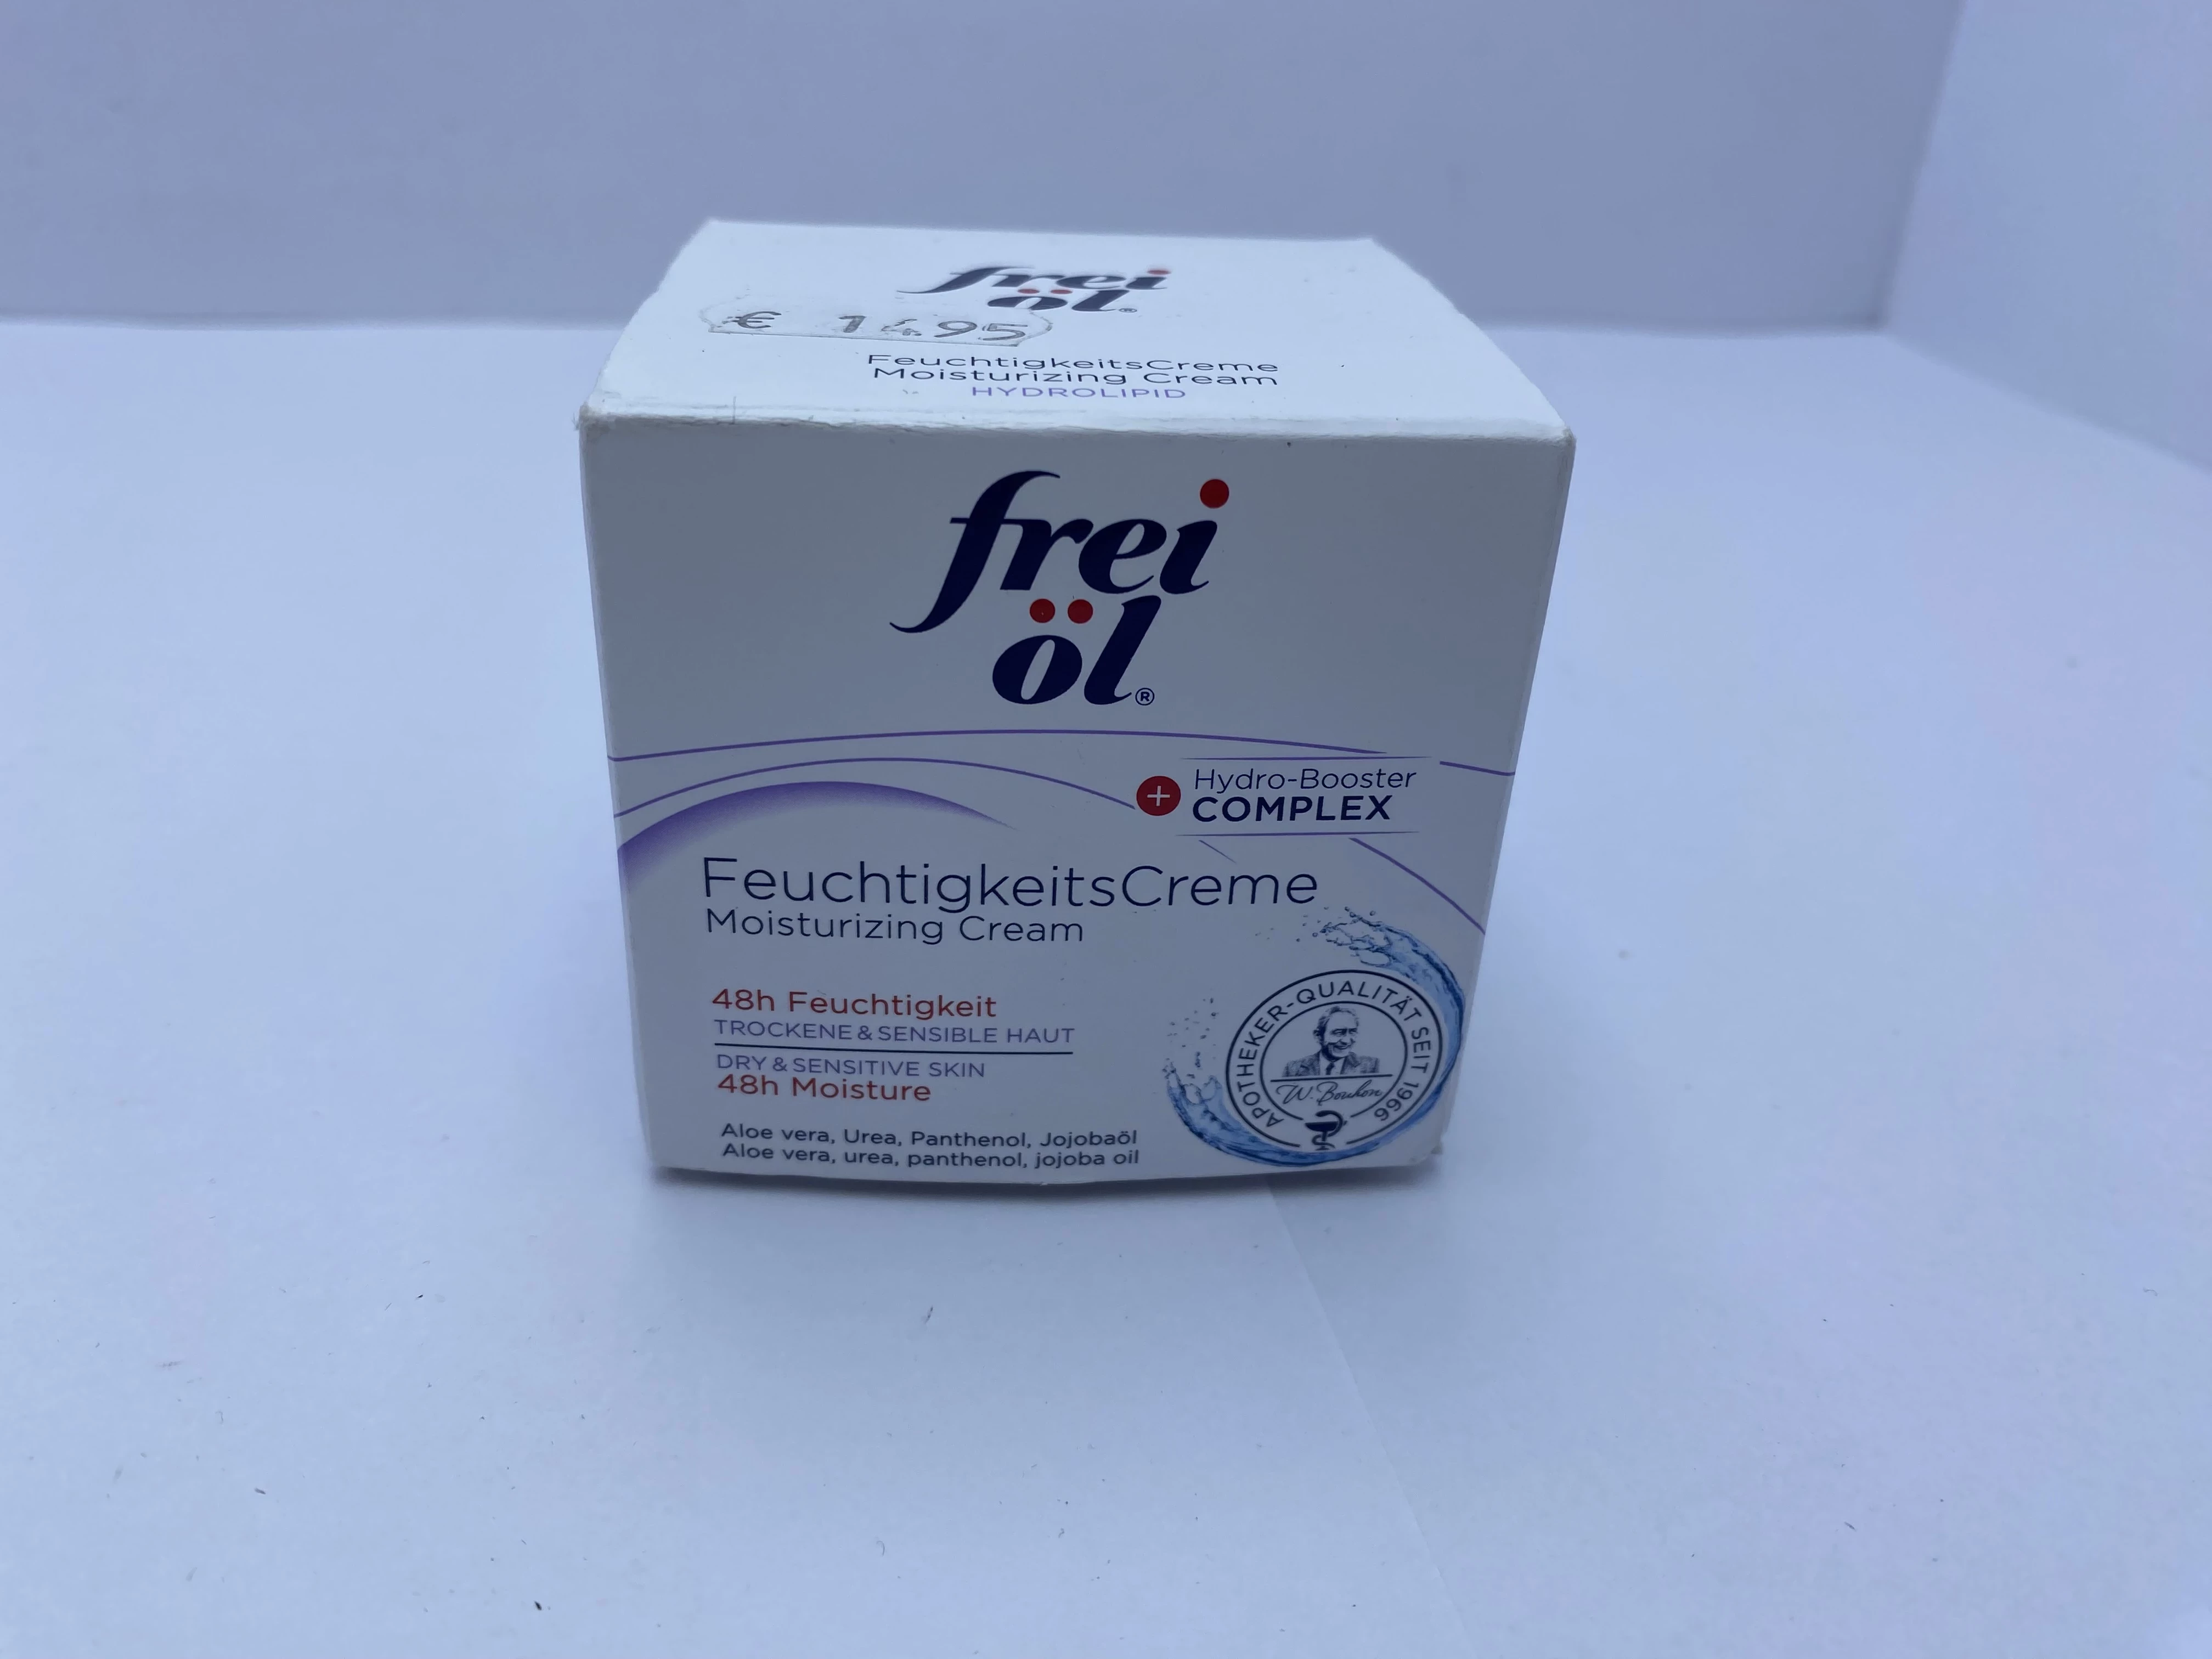 frei
öl®
€ 14.95
FeuchtigkeitsCreme
Moisturizing Cream
HYDROLIPID
frei
öl®
Hydro-Booster
COMPLEX
FeuchtigkeitsCreme
Moisturizing Cream
48h Feuchtigkeit
TROCKENE & SENSIBLE HAUT
DRY & SENSITIVE SKIN
48h Moisture
Aloe vera, Urea, Panthenol, Jojobaöl
Aloe vera, urea, panthenol, jojoba oil
APOTHEKER-QUALITÄT SEIT 1966
W. Bouhon